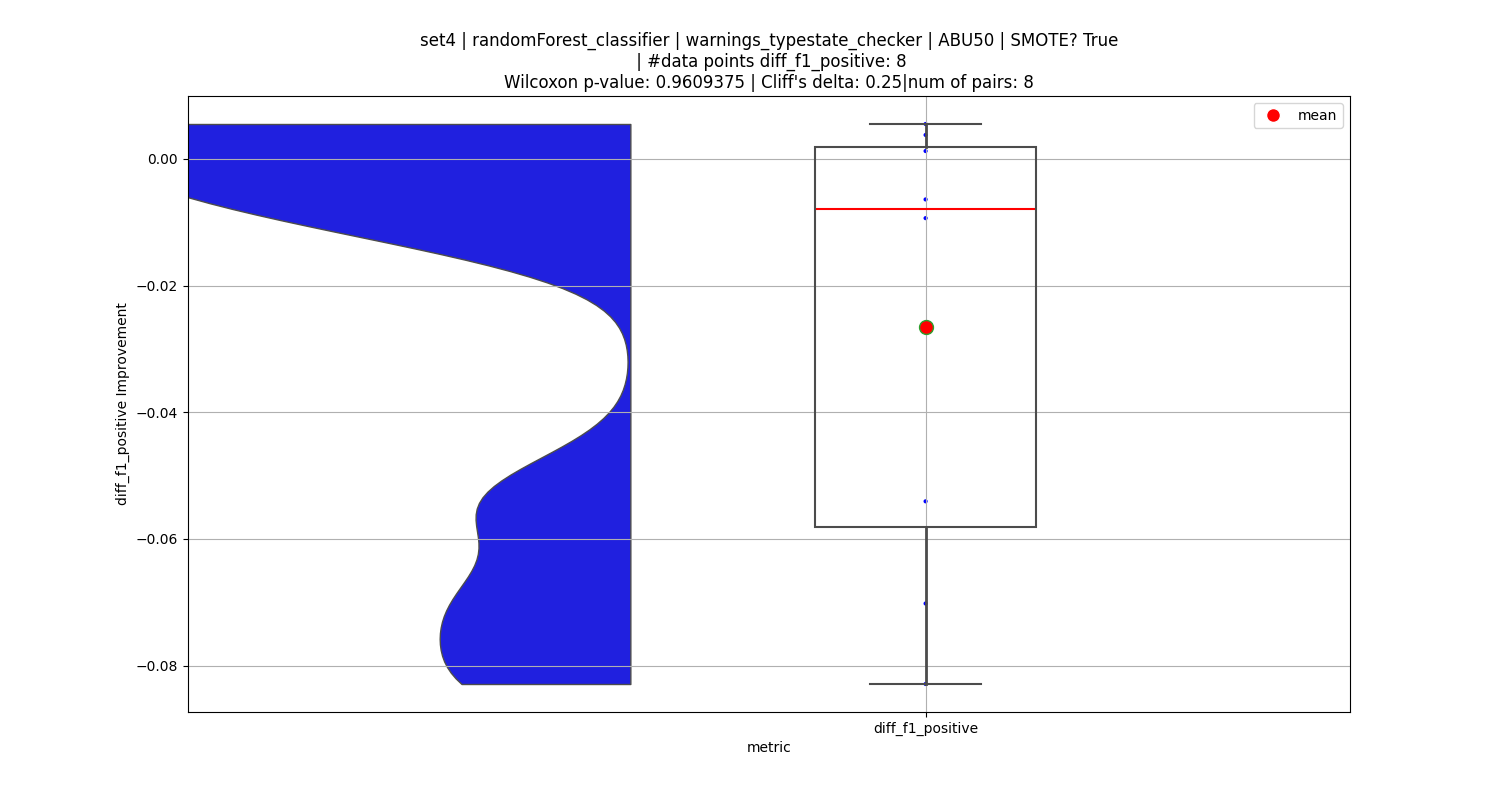 set4 | randomForest_classifier | warnings_typestate_checker | ABU50 | SMOTE? True
| #data points diff_f1_positive: 8
Wilcoxon p-value: 0.9609375 | Cliff's delta: 0.25|num of pairs: 8
mean
0.00
−0.02
−0.04
−0.06
−0.08
diff_f1_positive Improvement
diff_f1_positive
metric